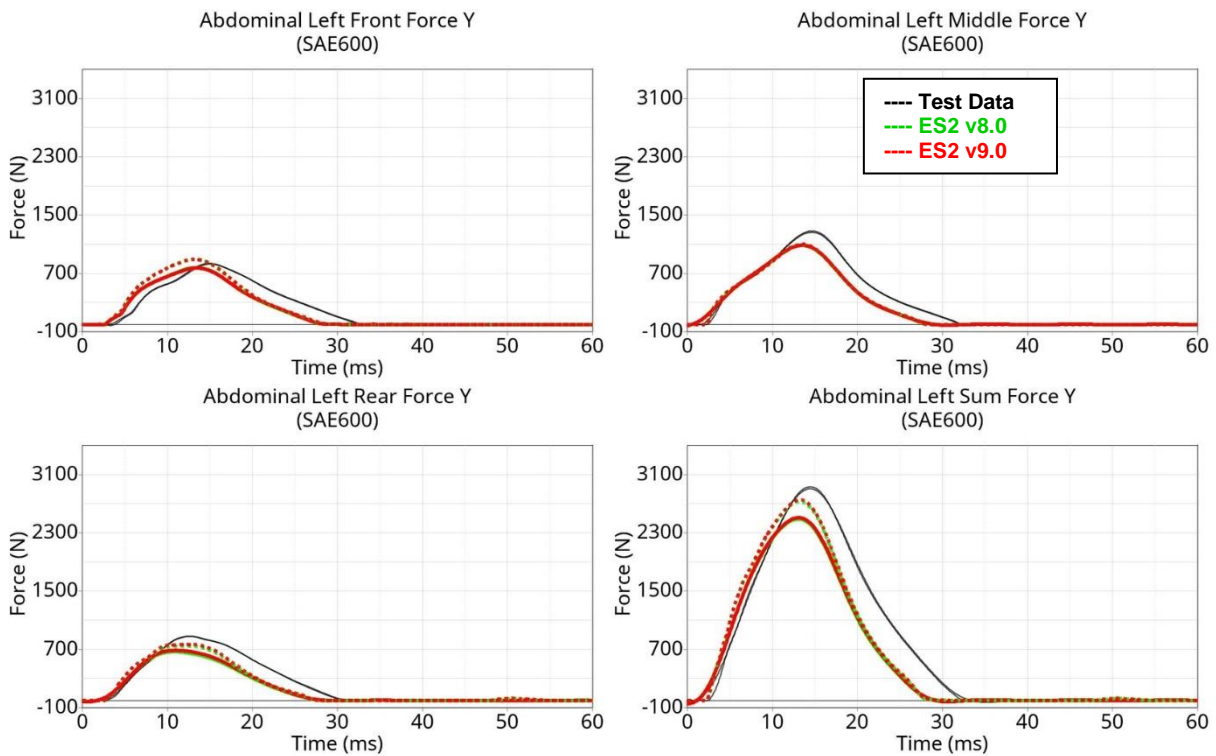 Abdominal Left Front Force Y
(SAE600)
Force (N)
3100
2300
1500
700
-100
0 10 20 30 40 50 60
Time (ms)
Abdominal Left Middle Force Y
(SAE600)
Force (N)
3100
2300
1500
700
-100
0 10 20 30 40 50 60
Time (ms)
---- Test Data
---- ES2 v8.0
---- ES2 v9.0
Abdominal Left Rear Force Y
(SAE600)
Force (N)
3100
2300
1500
700
-100
0 10 20 30 40 50 60
Time (ms)
Abdominal Left Sum Force Y
(SAE600)
Force (N)
3100
2300
1500
700
-100
0 10 20 30 40 50 60
Time (ms)